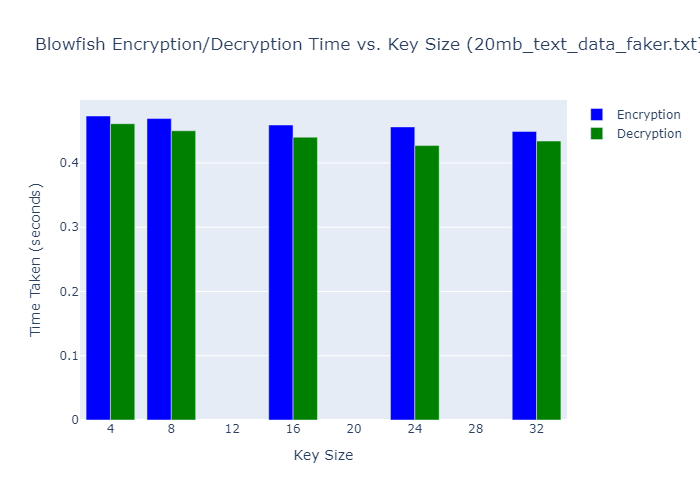 Blowfish Encryption/Decryption Time vs. Key Size (20mb_text_data_faker.txt)
Encryption
Decryption
Time Taken (seconds)
0.4
0.3
0.2
0.1
0
4 8 12 16 20 24 28 32
Key Size